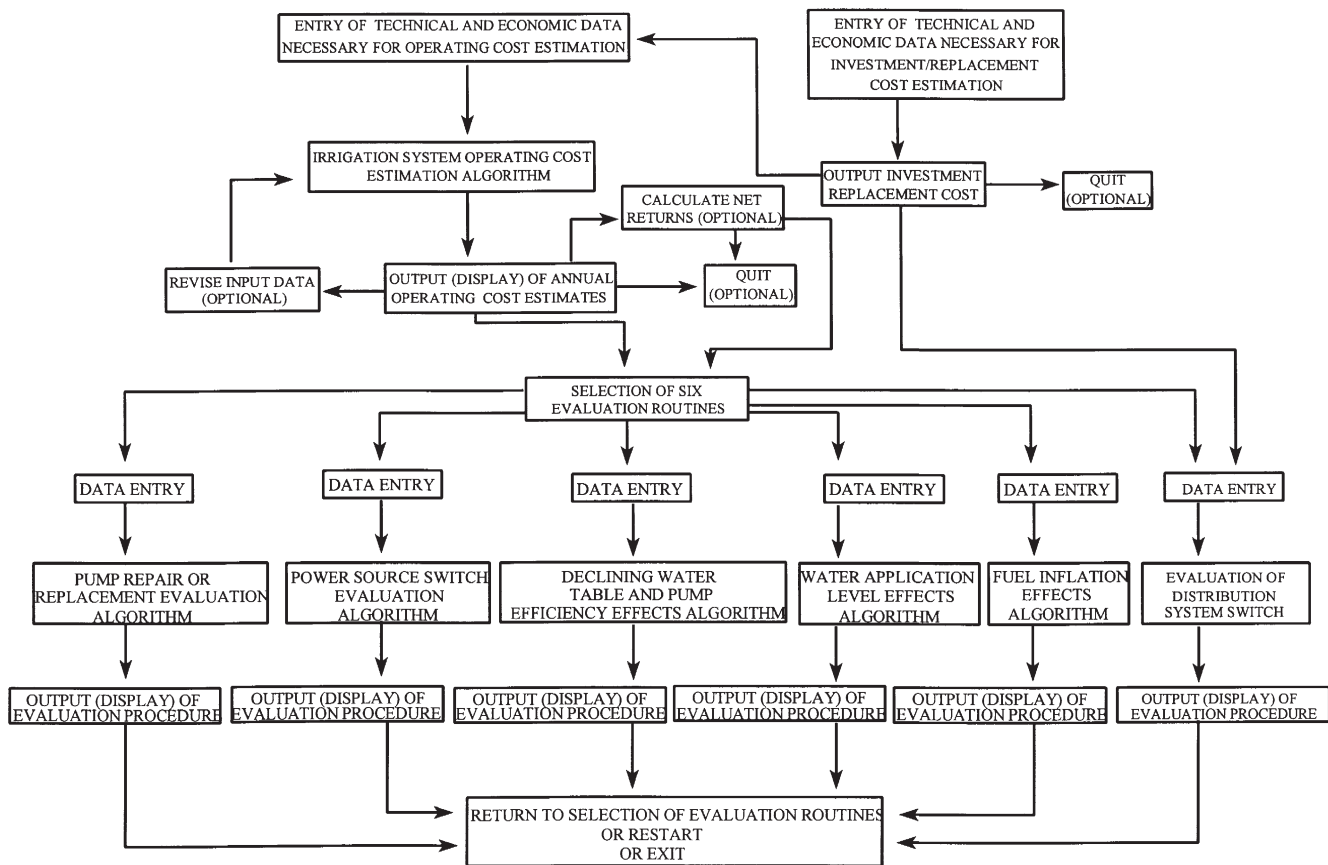 ENTRY OF TECHNICAL AND ECONOMIC DATA
NECESSARY FOR OPERATING COST ESTIMATION
ENTRY OF TECHNICAL AND
ECONOMIC DATA NECESSARY FOR
INVESTMENT/REPLACEMENT
COST ESTIMATION
IRRIGATION SYSTEM OPERATING COST
ESTIMATION ALGORITHM
OUTPUT INVESTMENT
REPLACEMENT COST
QUIT
(OPTIONAL)
CALCULATE NET
RETURNS (OPTIONAL)
REVISE INPUT DATA
(OPTIONAL)
OUTPUT (DISPLAY) OF ANNUAL
OPERATING COST ESTIMATES
QUIT
(OPTIONAL)
SELECTION OF SIX
EVALUATION ROUTINES
DATA ENTRY
DATA ENTRY
DATA ENTRY
DATA ENTRY
DATA ENTRY
DATA ENTRY
PUMP REPAIR OR
REPLACEMENT EVALUATION
ALGORITHM
POWER SOURCE SWITCH
EVALUATION
ALGORITHM
DECLINING WATER
TABLE AND PUMP
EFFICIENCY EFFECTS ALGORITHM
WATER APPLICATION
LEVEL EFFECTS
ALGORITHM
FUEL INFLATION
EFFECTS
ALGORITHM
EVALUATION OF
DISTRIBUTION
SYSTEM SWITCH
OUTPUT (DISPLAY) OF
EVALUATION PROCEDURE
OUTPUT (DISPLAY) OF
EVALUATION PROCEDURE
OUTPUT (DISPLAY) OF
EVALUATION PROCEDURE
OUTPUT (DISPLAY) OF
EVALUATION PROCEDURE
OUTPUT (DISPLAY) OF
EVALUATION PROCEDURE
OUTPUT (DISPLAY) OF
EVALUATION PROCEDURE
RETURN TO SELECTION OF EVALUATION ROUTINES
OR RESTART
OR EXIT